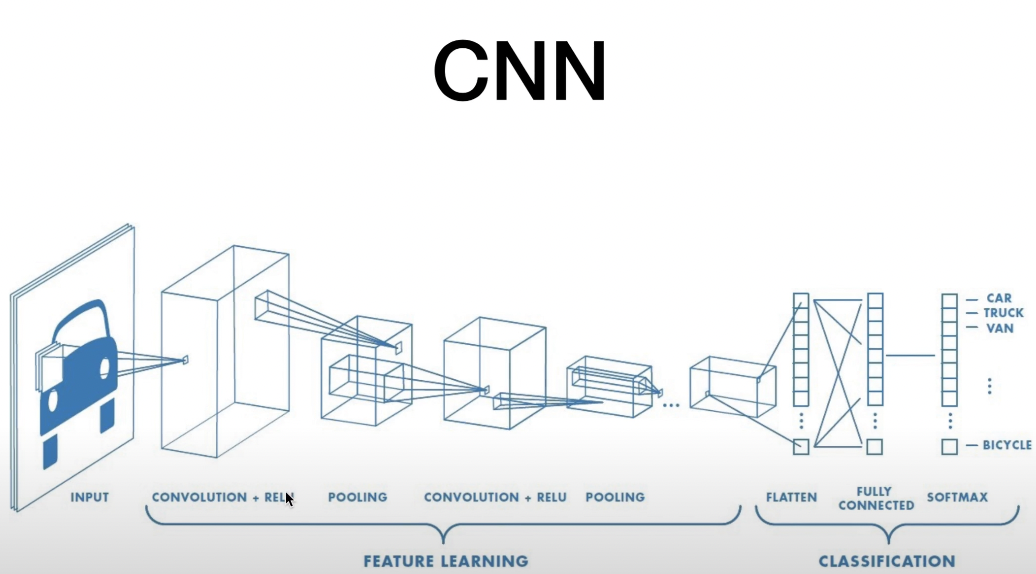 CNN
CAR
TRUCK
VAN
BICYCLE
INPUT
CONVOLUTION + RELU
POOLING
CONVOLUTION + RELU
POOLING
FLATTEN
FULLY
CONNECTED
SOFTMAX
FEATURE LEARNING
CLASSIFICATION